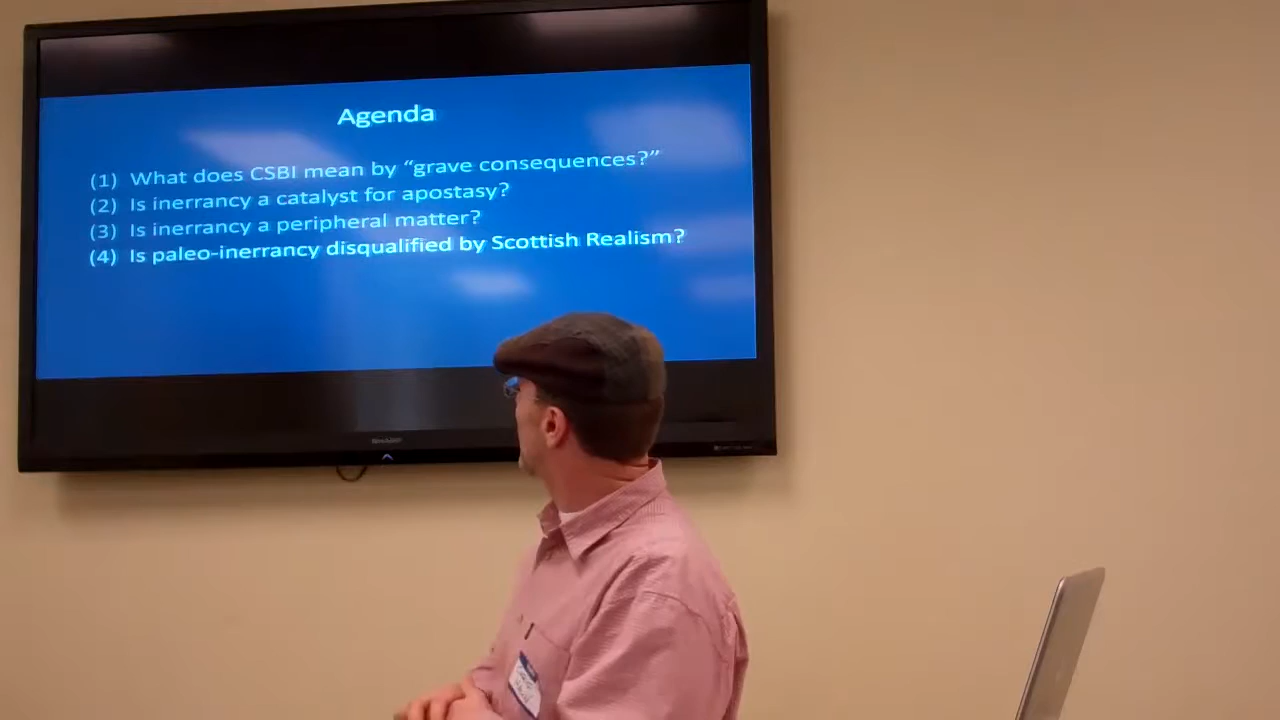 Agenda
(1) What does CSBI mean by “grave consequences?”
(2) Is inerrancy a catalyst for apostasy?
(3) Is inerrancy a peripheral matter?
(4) Is paleo-inerrancy disqualified by Scottish Realism?
SHARP